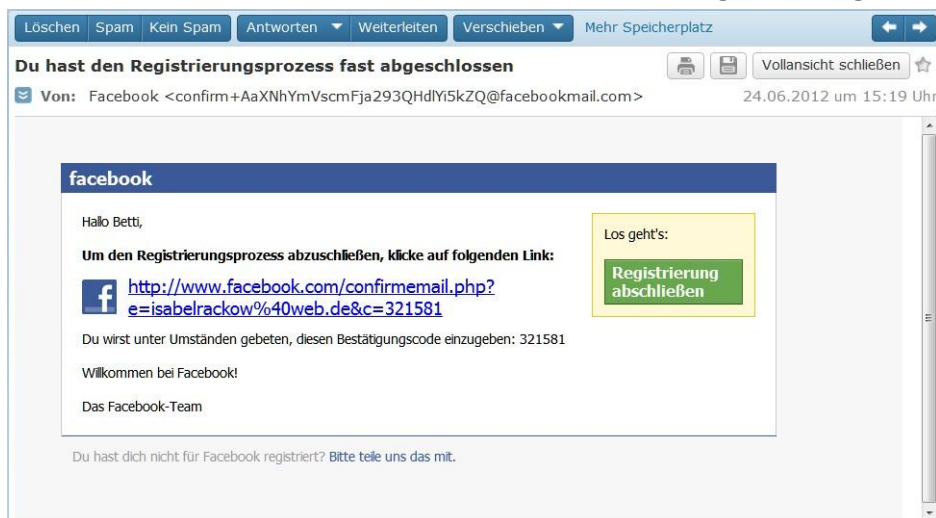 Löschen Spam Kein Spam Antworten Weiterleiten Verschieben Mehr Speicherplatz
Du hast den Registrierungsprozess fast abgeschlossen Vollansicht schließen
Von: Facebook <confirm+AaXNhYmVscmFja293QHdlYi5kZQ@facebookmail.com> 24.06.2012 um 15:19 Uhr
facebook
Hallo Betti,
Um den Registrierungsprozess abzuschließen, klicke auf folgenden Link:
http://www.facebook.com/confirmemail.php?
e=isabelrackow%40web.de&c=321581
Du wirst unter Umständen gebeten, diesen Bestätigungscode einzugeben: 321581
Willkommen bei Facebook!
Das Facebook-Team
Los geht's:
Registrierung
abschließen
Du hast dich nicht für Facebook registriert? Bitte teile uns das mit.